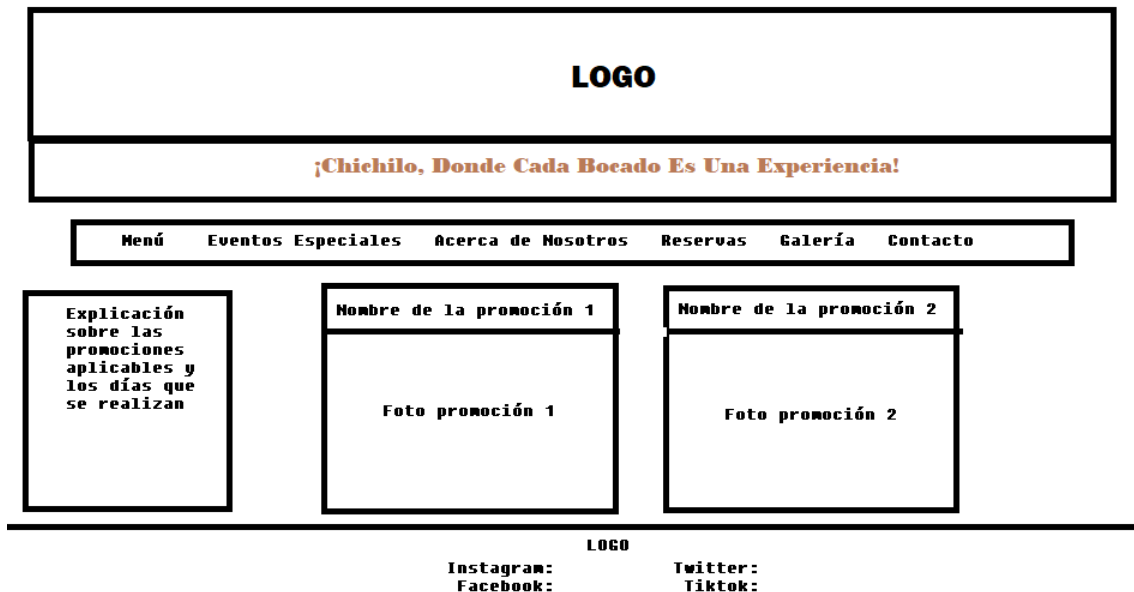 LOGO
¡Chichilo, Donde Cada Bocado Es Una Experiencia!
Menú Eventos Especiales Acerca de Nosotros Reservas Galería Contacto
Explicación
sobre las
promociones
aplicables y
los días que
se realizan
Nombre de la promoción 1
Foto promoción 1
Nombre de la promoción 2
Foto promoción 2
LOGO
Instagram: Twitter:
Facebook: Tiktok: